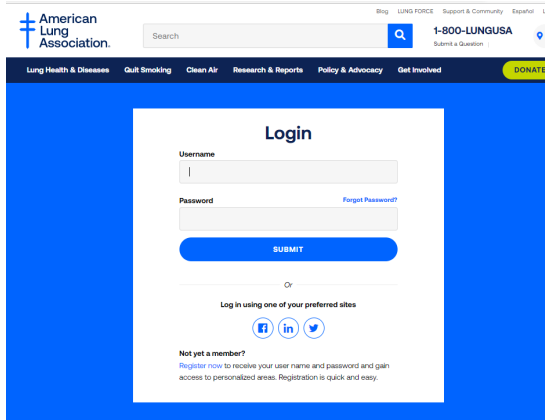 Blog LUNG FORCE Support & Community Español
American
Lung
Association.
Search
1-800-LUNGUSA
Submit a Question
Lung Health & Diseases Quit Smoking Clean Air Research & Reports Policy & Advocacy Get Involved DONATE
Login
Username
Password Forgot Password?
SUBMIT
Or
Log in using one of your preferred sites
Not yet a member?
Register now to receive your user name and password and gain
access to personalized areas. Registration is quick and easy.